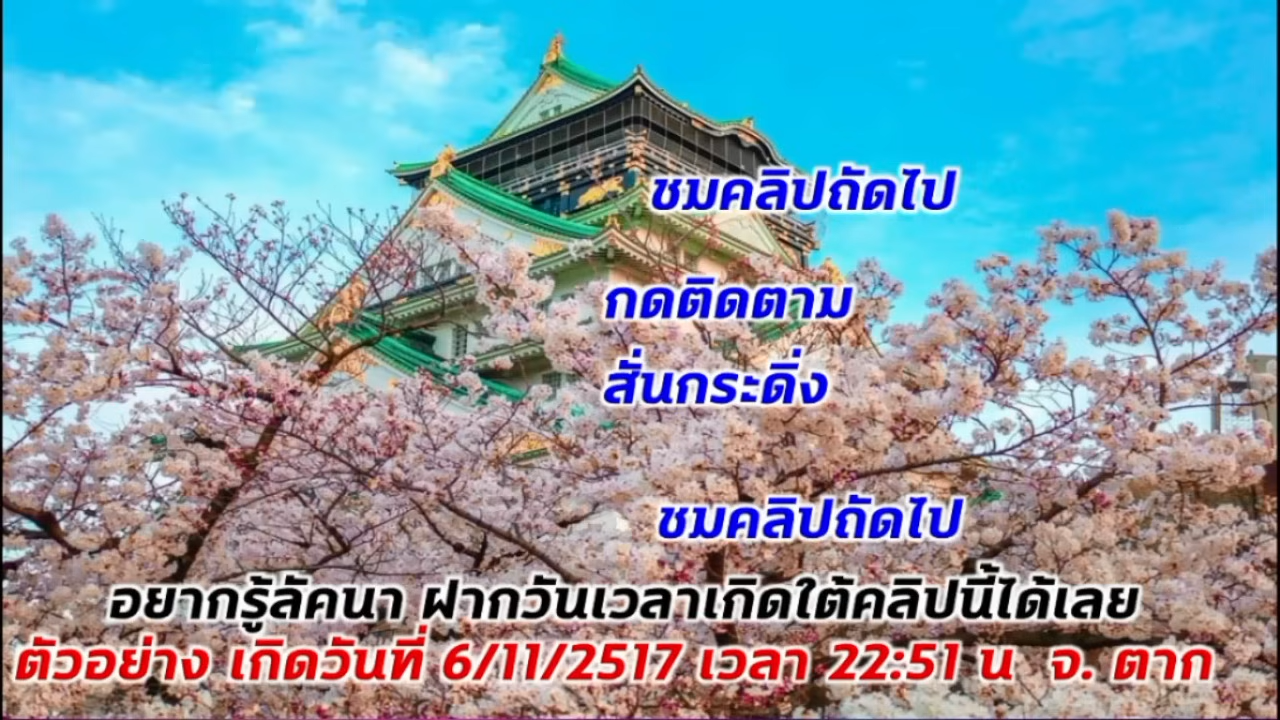 ชมคลิปถัดไป
กดติดตาม
สั่นกระดิ่ง
ชมคลิปถัดไป
อยากรู้ลัคนา ฝากวันเวลาเกิดใต้คลิปนี้ได้เลย
ตัวอย่าง เกิดวันที่ 6/11/2517 เวลา 22:51 น จ. ตาก